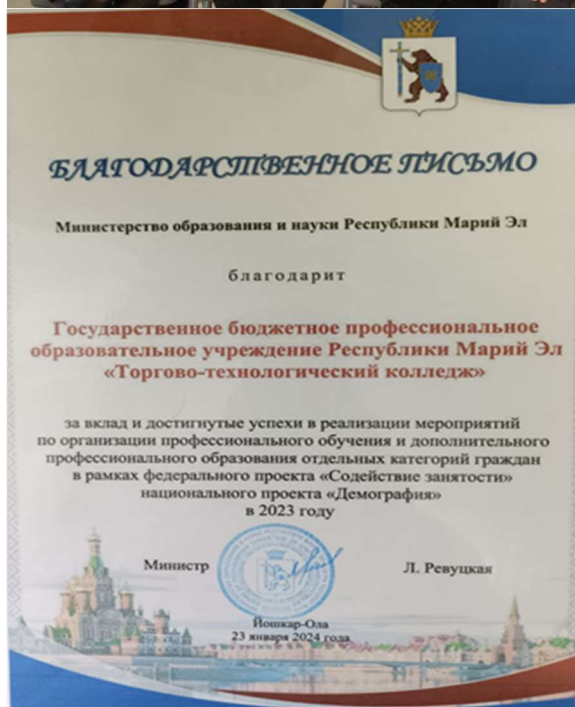 БЛАГОДАРСТВЕННОЕ ПИСЬМО
Министерство образования и науки Республики Марий Эл
благодарит
Государственное бюджетное профессиональное
образовательное учреждение Республики Марий Эл
«Торгово-технологический колледж»
за вклад и достигнутые успехи в реализации мероприятий
по организации профессионального обучения и дополнительного
профессионального образования отдельных категорий граждан
в рамках федерального проекта «Содействие занятости»
национального проекта «Демография»
в 2023 году
Министр Л. Ревуцкая
Йошкар-Ола
23 января 2024 года